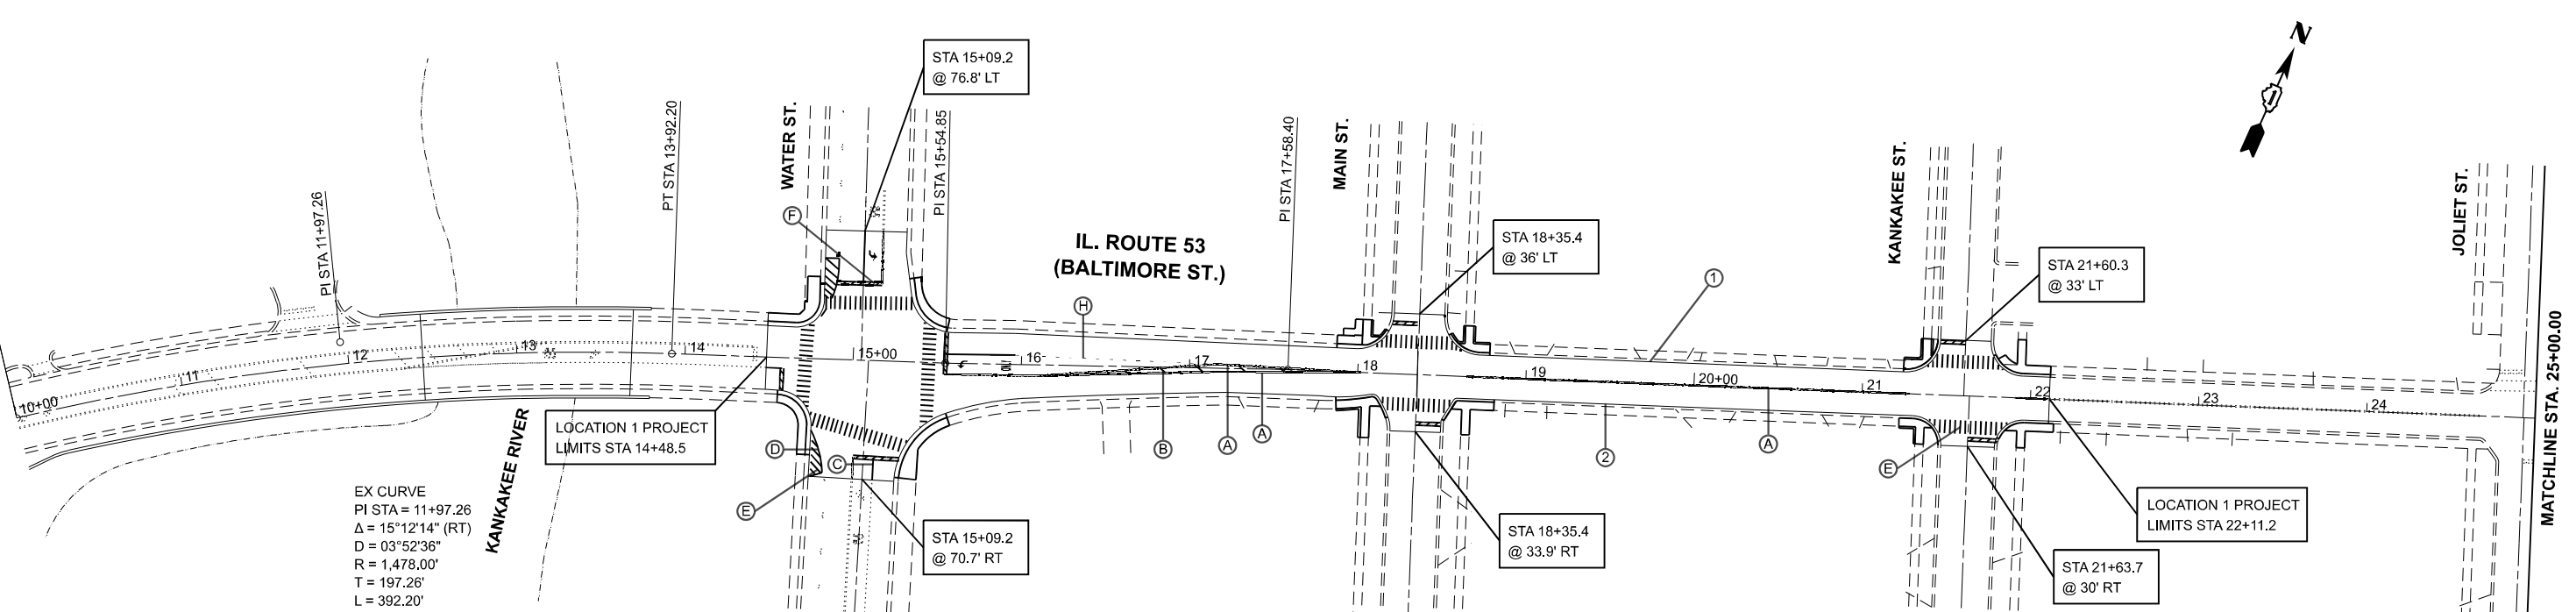 N
STA 15+09.2
@ 76.8' LT
WATER ST.
PI STA 15+54.85
PT STA 13+92.20
PI STA 17+58.40
MAIN ST.
KANKAKEE ST.
JOLIET ST.
PI STA 11+97.26
F
IL. ROUTE 53
(BALTIMORE ST.)
STA 18+35.4
@ 36' LT
STA 21+60.3
@ 33' LT
1
H
10+00
11
12
13
14
15+00
16
17
18
19
20+00
21
22
23
24
MATCHLINE STA. 25+00.00
LOCATION 1 PROJECT
LIMITS STA 14+48.5
D
C
E
B
A
A
2
A
E
KANKAKEE RIVER
EX CURVE
PI STA = 11+97.26
Δ = 15°12'14" (RT)
D = 03°52'36"
R = 1,478.00'
T = 197.26'
L = 392.20'
STA 15+09.2
@ 70.7' RT
STA 18+35.4
@ 33.9' RT
LOCATION 1 PROJECT
LIMITS STA 22+11.2
STA 21+63.7
@ 30' RT